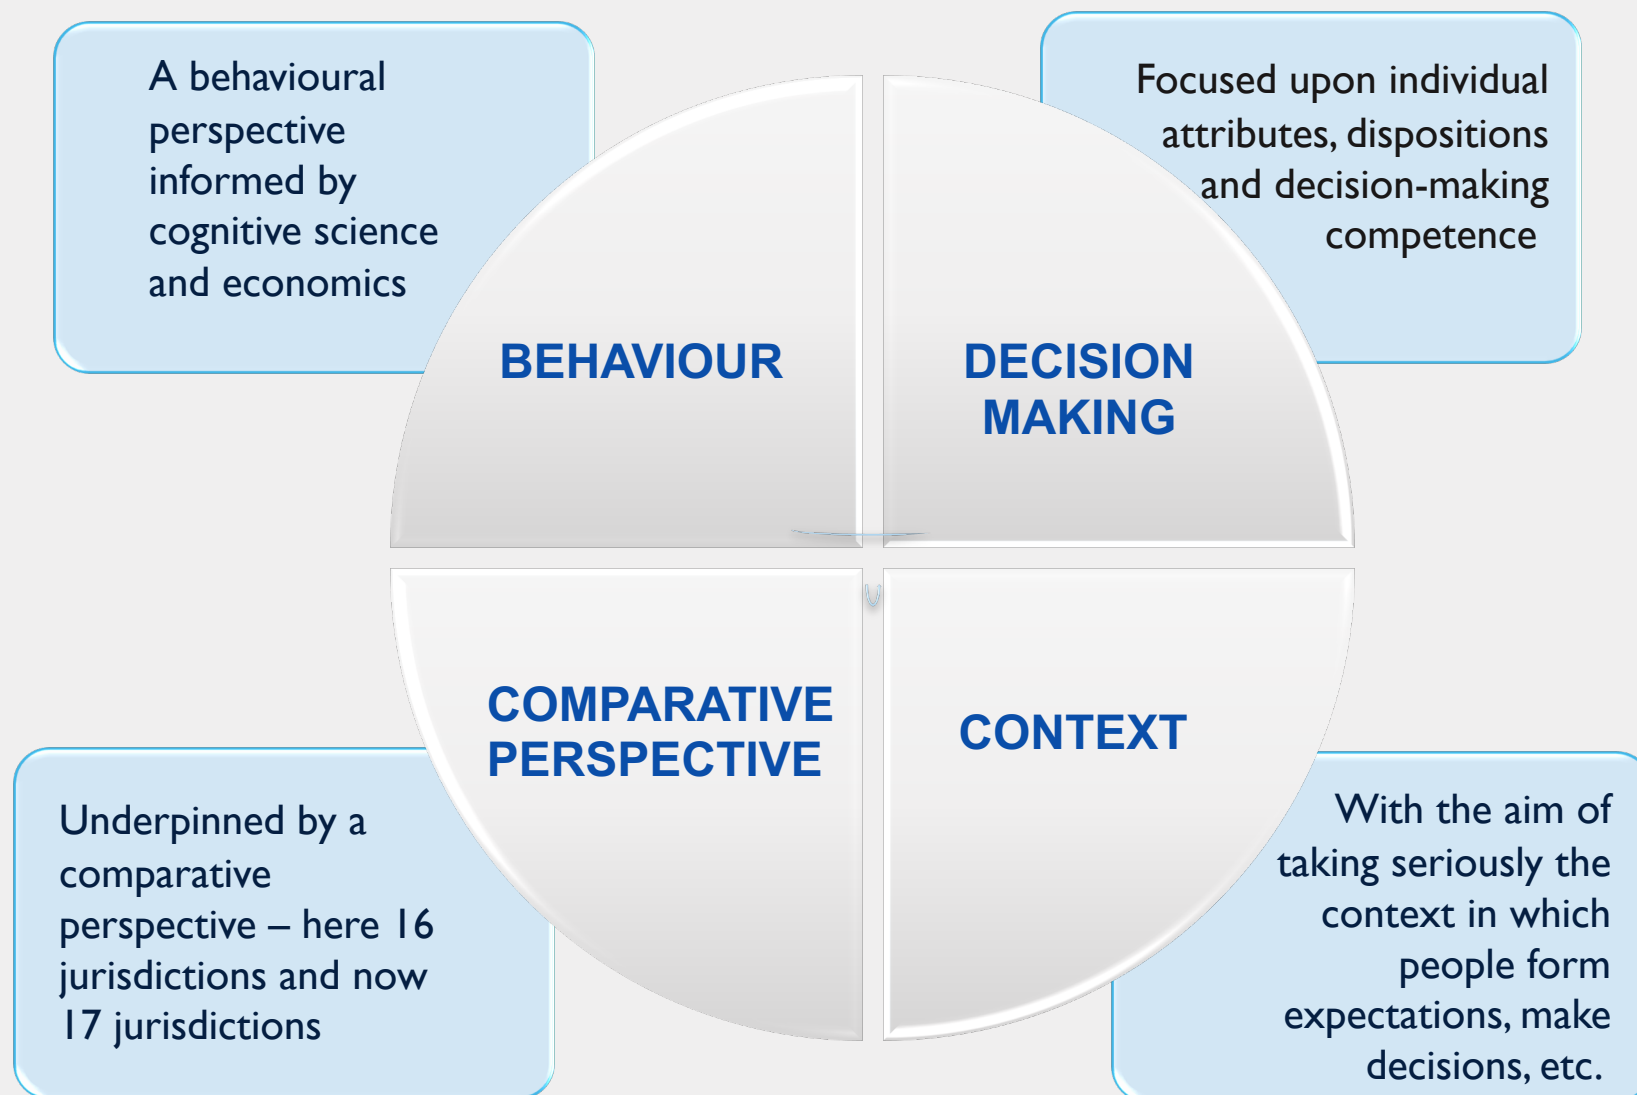 A behavioural
perspective
informed by
cognitive science
and economics
Focused upon individual
attributes, dispositions
and decision-making
competence
BEHAVIOUR
DECISION
MAKING
COMPARATIVE
PERSPECTIVE
CONTEXT
Underpinned by a
comparative
perspective – here 16
jurisdictions and now
17 jurisdictions
With the aim of
taking seriously the
context in which
people form
expectations, make
decisions, etc.